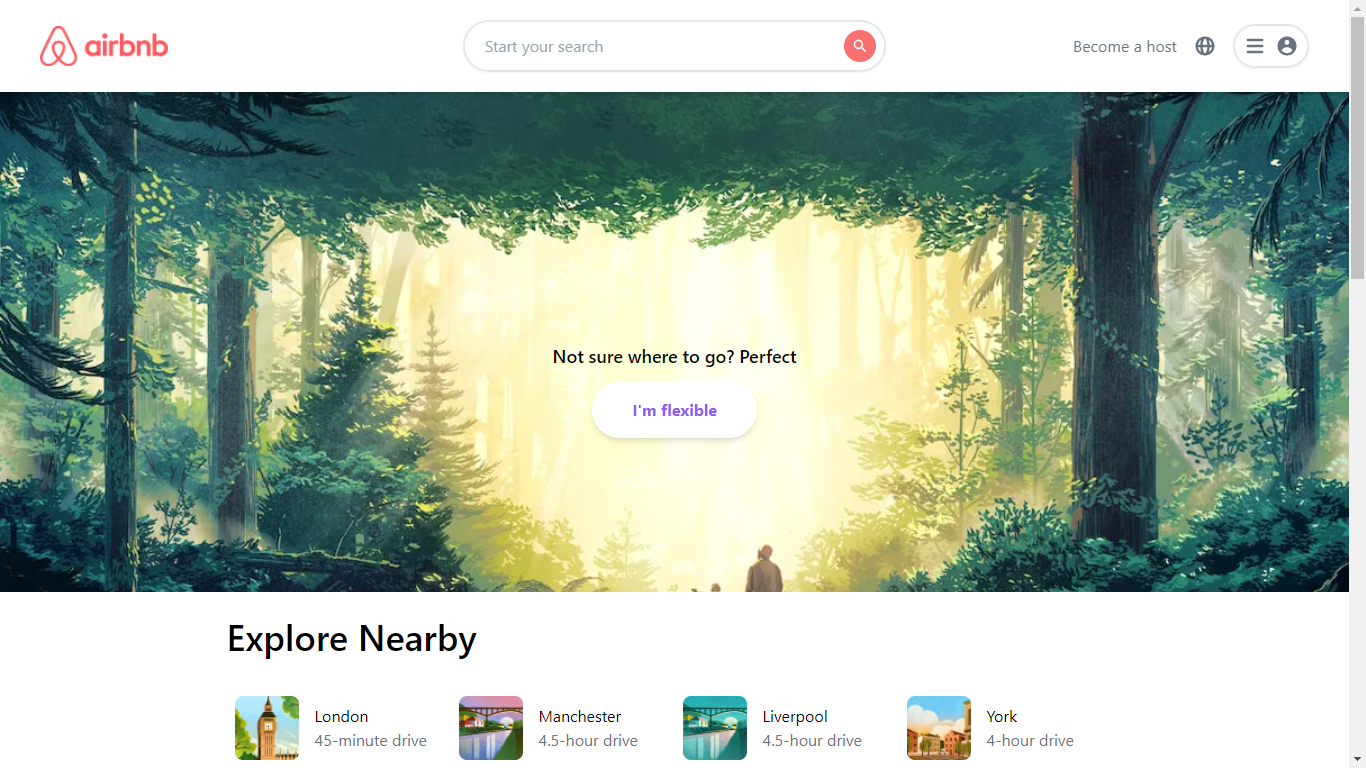 airbnb
Start your search
Become a host
Not sure where to go? Perfect
I'm flexible
Explore Nearby
London
45-minute drive
Manchester
4.5-hour drive
Liverpool
4.5-hour drive
York
4-hour drive